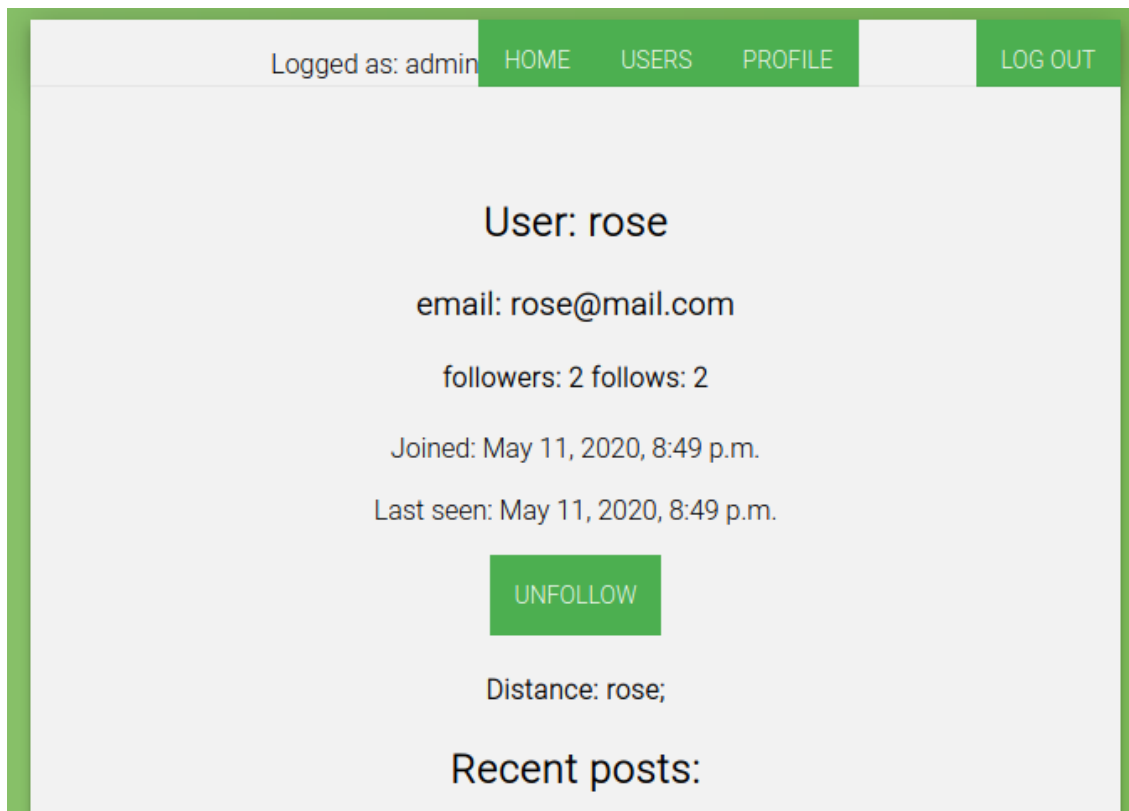 Logged as: admin HOME USERS PROFILE LOG OUT
User: rose
email: rose@mail.com
followers: 2 follows: 2
Joined: May 11, 2020, 8:49 p.m.
Last seen: May 11, 2020, 8:49 p.m.
UNFOLLOW
Distance: rose;
Recent posts: